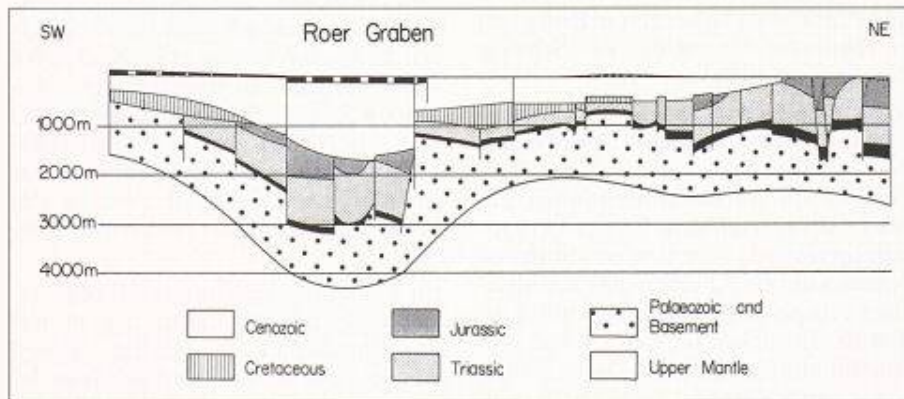 SW
Roer Graben
NE
1000m
2000m
3000m
4000m
Cenozoic
Jurassic
Palaeozoic and
Basement
Cretaceous
Triassic
Upper Mantle